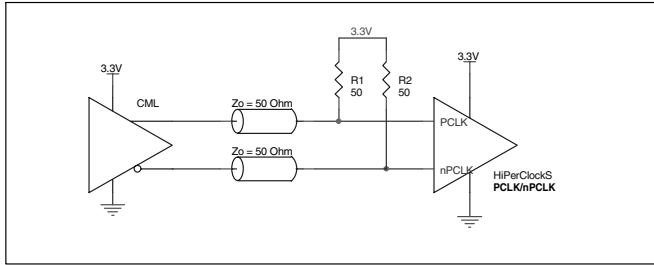 3.3V
3.3V
3.3V
R1
50
R2
50
CML
Zo = 50 Ohm
PCLK
Zo = 50 Ohm
nPCLK
HiPerClockS
PCLK/nPCLK